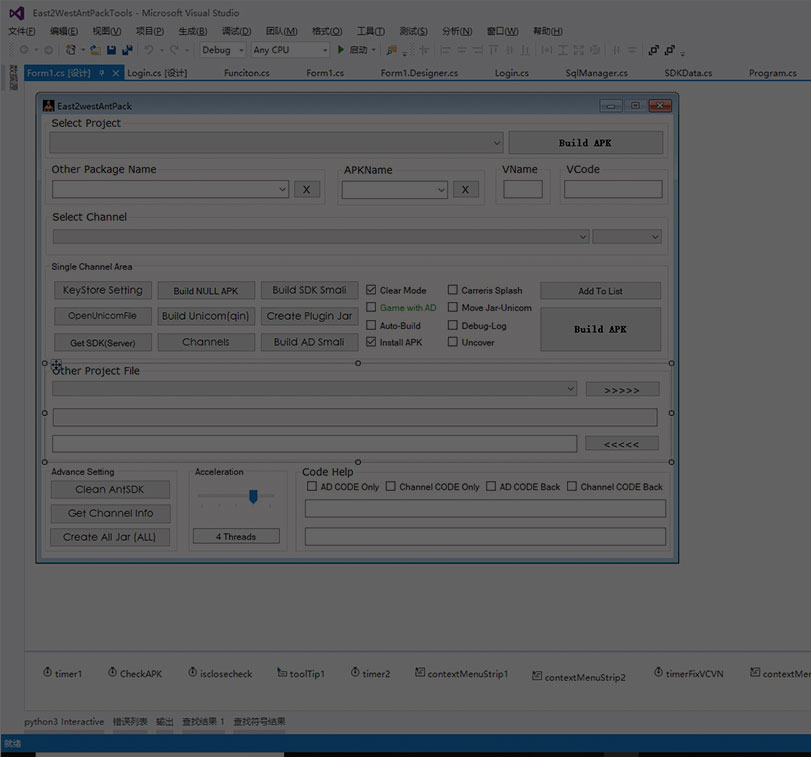 East2WestAntPackTools - Microsoft Visual Studio
文件(F) 编辑(E) 视图(V) 项目(P) 生成(B) 调试(D) 团队(M) 格式(O) 工具(T) 测试(S) 分析(N) 窗口(W) 帮助(H)
Debug Any CPU 启动
Form1.cs [设计] Login.cs [设计] Funciton.cs Form1.cs Form1.Designer.cs Login.cs SqlManager.cs SDKData.cs Program.cs
East2westAntPack
Select Project
Build APK
Other Package Name APKName VName VCode
X X
Select Channel
Single Channel Area
KeyStore Setting Build NULL APK Build SDK Smali Clear Mode Carreris Splash Add To List
OpenUnicomFile Build Unicom(qin) Create Plugin Jar Game with AD Move Jar-Unicom
Auto-Build Debug-Log Build APK
Get SDK(Server) Channels Build AD Smali Install APK Uncover
Other Project File
>>>>>
<<<<<
Advance Setting Acceleration Code Help
Clean AntSDK AD CODE Only Channel CODE Only AD CODE Back Channel CODE Back
Get Channel Info
Create All Jar (ALL) 4 Threads
timer1 CheckAPK isclosecheck toolTip1 timer2 contextMenuStrip1 contextMenuStrip2 timerFixVCVN contextMen
python3 Interactive 错误列表 输出 查找结果 1 查找符号结果
就绪